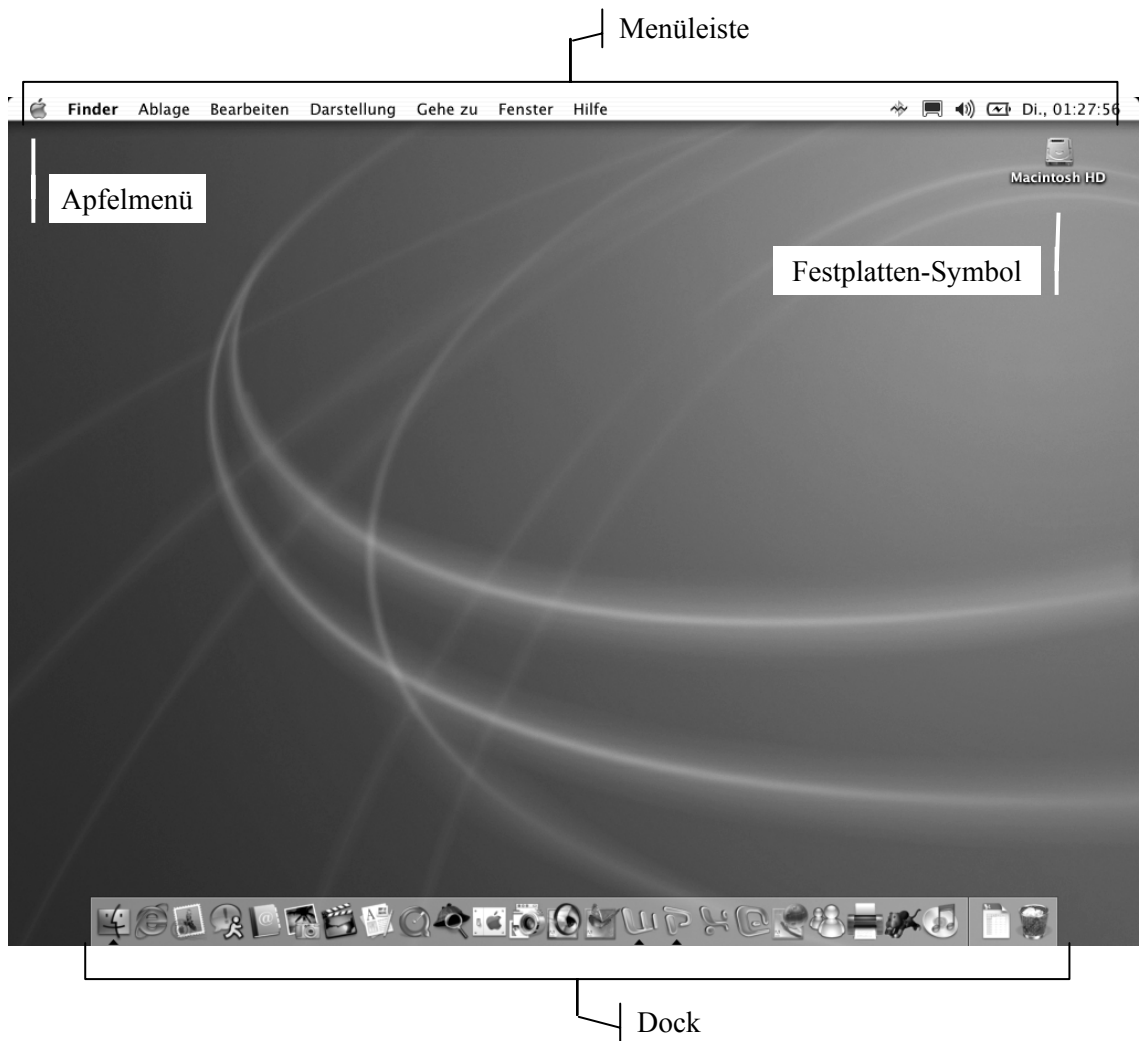 Menüleiste
Finder Ablage Bearbeiten Darstellung Gehe zu Fenster Hilfe Di., 01:27:56
Macintosh HD
Apfelmenü
Festplatten-Symbol
Dock